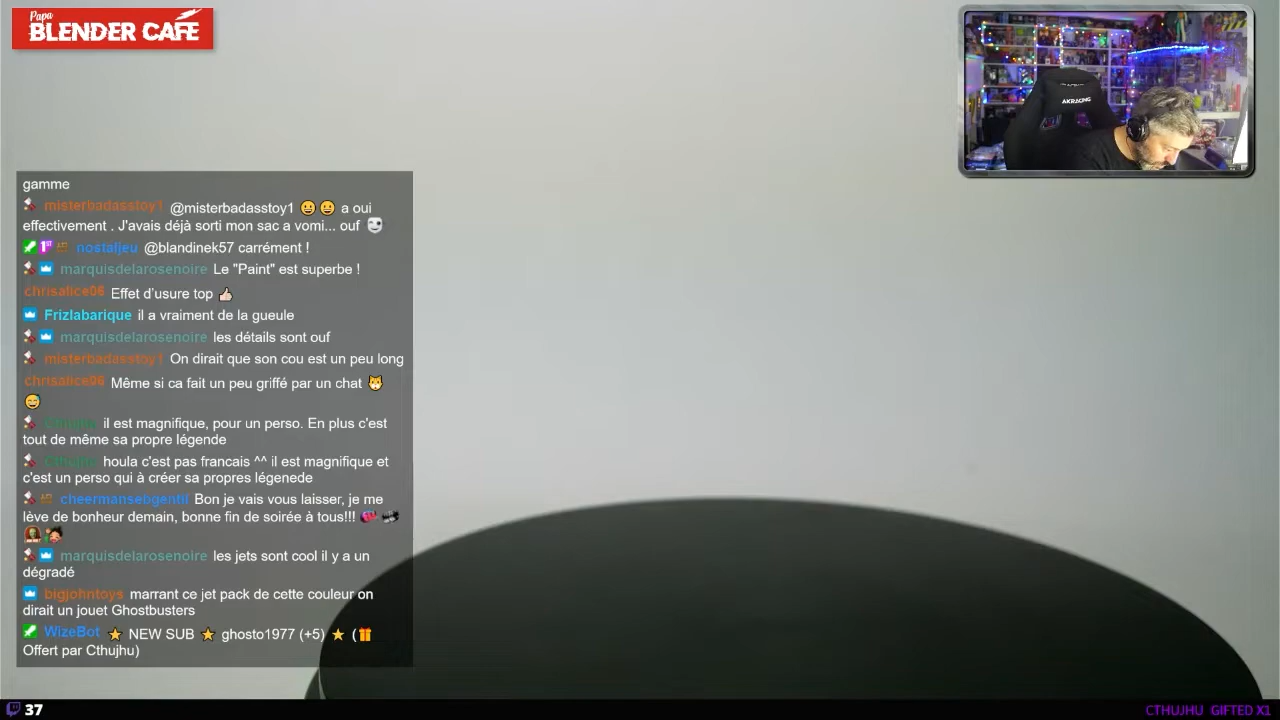 Papa
BLENDER CAFÉ
AKRACING
gamme
misterbadasstoy1 @misterbadasstoy1 😀 😀 a oui
effectivement . J'avais déjà sorti mon sac a vomi... ouf
1ST nostaljeu @blandinek57 carrément !
marquisdelarosenoire Le "Paint" est superbe !
chrisalice06 Effet d'usure top 👍🏻
Frizlabarique il a vraiment de la gueule
marquisdelarosenoire les détails sont ouf
misterbadasstoy1 On dirait que son cou est un peu long
chrisalice06 Même si ca fait un peu griffé par un chat 🐱
😅
Cthujhu il est magnifique, pour un perso. En plus c'est
tout de même sa propre légende
Cthujhu houla c'est pas francais ^^ il est magnifique et
c'est un perso qui à créer sa propres légenede
cheermansebgentil Bon je vais vous laisser, je me
lève de bonheur demain, bonne fin de soirée à tous!!!
marquisdelarosenoire les jets sont cool il y a un
dégradé
bigjohntoys marrant ce jet pack de cette couleur on
dirait un jouet Ghostbusters
WizeBot ⭐ NEW SUB ⭐ ghosto1977 (+5) ⭐ (🎁
Offert par Cthujhu)
37
CTHUJHU GIFTED X1